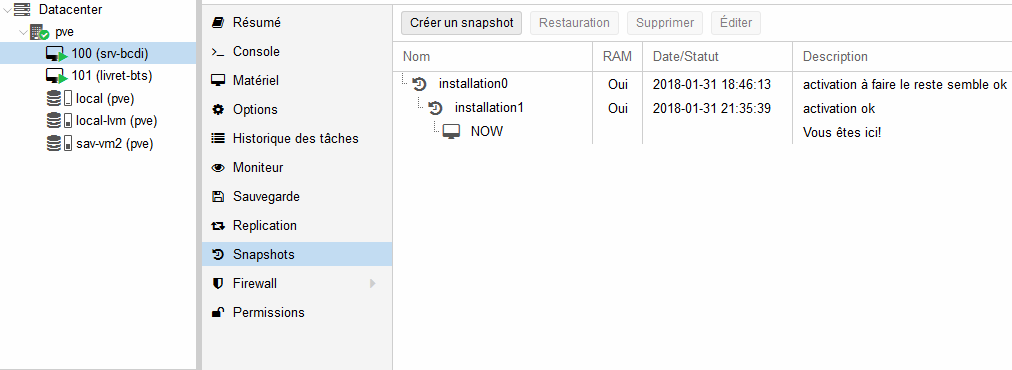 Datacenter
pve
100 (srv-bcdi)
101 (livret-bts)
local (pve)
local-lvm (pve)
sav-vm2 (pve)
Résumé
Console
Matériel
Options
Historique des tâches
Moniteur
Sauvegarde
Replication
Snapshots
Firewall
Permissions
Créer un snapshot Restauration Supprimer Éditer
Nom RAM Date/Statut Description
installation0 Oui 2018-01-31 18:46:13 activation à faire le reste semble ok
installation1 Oui 2018-01-31 21:35:39 activation ok
NOW Vous êtes ici!